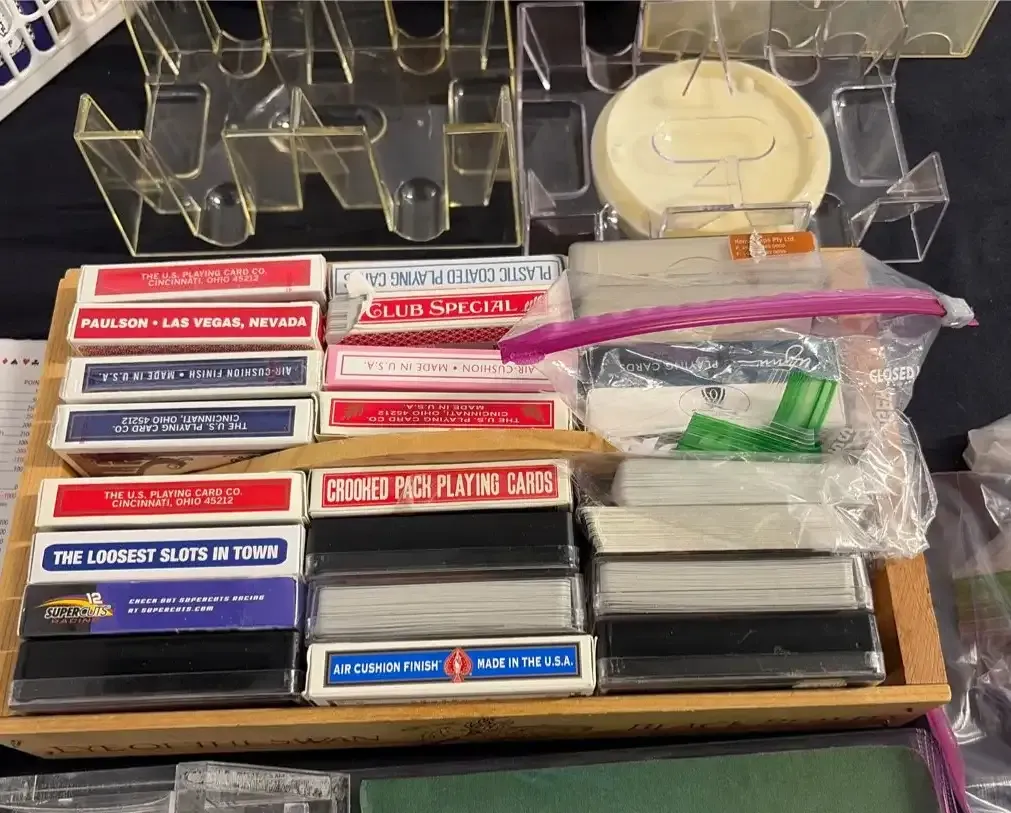 THE U.S. PLAYING CARD CO.
CINCINNATI, OHIO 45212
PLASTIC COATED PLAYING
PAULSON • LAS VEGAS, NEVADA
CLUB SPECIAL
AIR-CUSHION FINISH • MADE IN U.S.A.
AIR-CUSHION • MADE IN U.S.A.
Wynn
PLAYING CARDS
CLOSED
THE U.S. PLAYING CARD CO.
CINCINNATI, OHIO 45212
THE U.S. PLAYING CARD CO.
CINCINNATI, OHIO 45212
MADE IN U.S.A.
THE U.S. PLAYING CARD CO.
CINCINNATI, OHIO 45212
CROOKED PACK PLAYING CARDS
THE LOOSEST SLOTS IN TOWN
12
SUPERCUTS
RACING
CHECK OUT SUPERCUTS RACING
AT SUPERCUTS.COM
AIR CUSHION FINISH
MADE IN THE U.S.A.